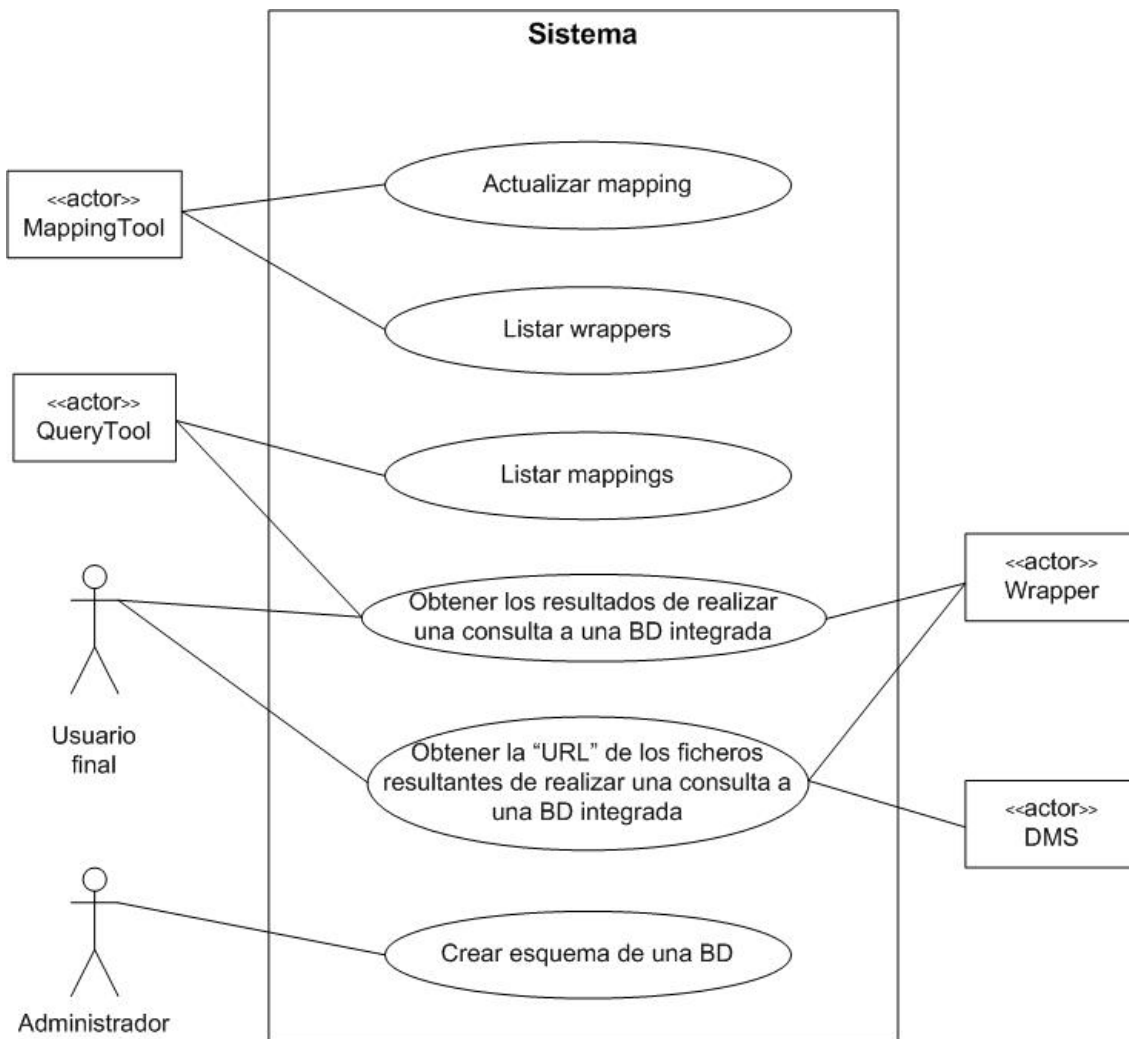 Sistema
<<actor>>
MappingTool
Actualizar mapping
Listar wrappers
<<actor>>
QueryTool
Listar mappings
Obtener los resultados de realizar
una consulta a una BD integrada
<<actor>>
Wrapper
Usuario
final
Obtener la “URL” de los ficheros
resultantes de realizar una consulta a
una BD integrada
<<actor>>
DMS
Crear esquema de una BD
Administrador